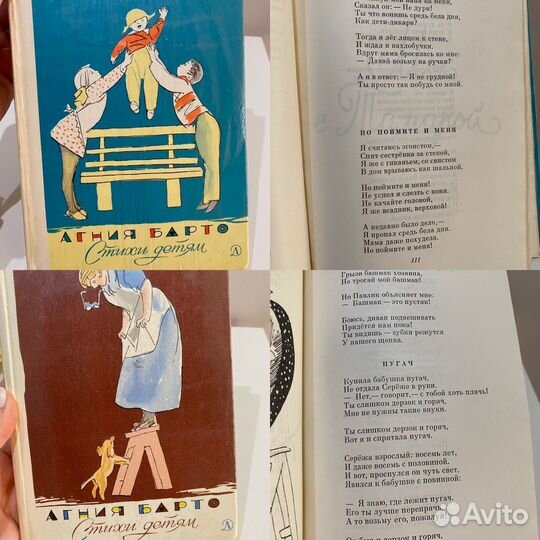 АГНИЯ БАРТО
Стихи детям
Сказал он: — Не дури!
Ты что вопишь средь бела дня,
Как дети-дикари?
Тогда я лёг лицом к стене,
И ждал я нахлобучки.
Вдруг мама бросилась ко мне:
— Давай возьму на ручки?
А я в ответ: — Я не грудной!
Ты просто так побудь со мной.
НО ПОЙМИТЕ И МЕНЯ
Я считаюсь эгоистом,—
Спит сестрёнка за стеной,
Я же с гиканьем, со свистом
В дом врываюсь как шальной.
Но поймите и меня!
Не успел я слезть с коня.
Не качайте головой,
Я же всадник, верховой!
А недавно было дело,—
Я пропал средь бела дня.
Мама даже похудела.
Но поймите и меня!
111
АГНИЯ БАРТО
Стихи детям
Грызи башмак хозяина,
Не трогай мой башмак!
Но Павлик объясняет мне:
— Башмак — это пустяк!
Боюсь, диван подвешивать
Придётся нам пока!
Ты видишь — зубки режутся
У нашего щенка.
ПУГАЧ
Купила бабушка пугач,
Не отдала Серёже в руки.
— Нет,— говорит,— с тобой хоть плачь!
Ты слишком дерзок и горяч,
Мне не нужны такие внуки.
Ты слишком дерзок и горяч,
Вот я и спрятала пугач.
Серёжа взрослый: восемь лет,
И даже восемь с половиной.
И вот, проснулся он чуть свет,
Явился к бабушке с повинной:
— Я знаю, где лежит пугач.
Его ты лучше перепрячь,
А то возьму его, пожалуй!
Он дерзок и горяч,
Avito